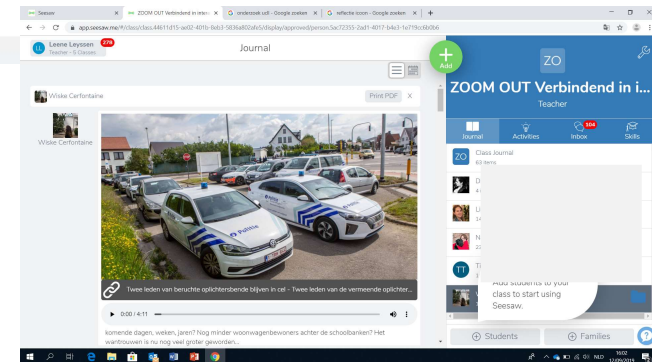 Seesaw
ZOOM OUT Verbindend in inter
onderzoek udl - Google zoeken
reflectie icoon - Google zoeken
app.seesaw.me/#/class/class.44611d15-ae02-401b-8eb3-5836a802afe5/display/approved/person.5ac72355-2ad1-4017-b4c3-1e719cc6b0b6
LL
Leene Leyssen
Teacher - 5 Classes
Journal
Add
Wiske Cerfontaine
Print PDF X
Wiske Cerfontaine
Politie
Politie
Twee leden van beruchte oplichtersbende blijven in cel - Twee leden van de vermeende oplichter...
0:00 / 4:11
komende dagen, weken, jaren? Nog minder woonwagenbewoners achter de schoolbanken? Het
wantrouwen is nu nog veel groter geworden...
ZO
ZOOM OUT Verbindend in i...
Teacher
104
Journal
Activities
Inbox
Skills
ZO
Class Journal
63 items
TT
Add students to your
class to start using
Seesaw.
Students
Families
?
NLD
16:02
17/09/2019